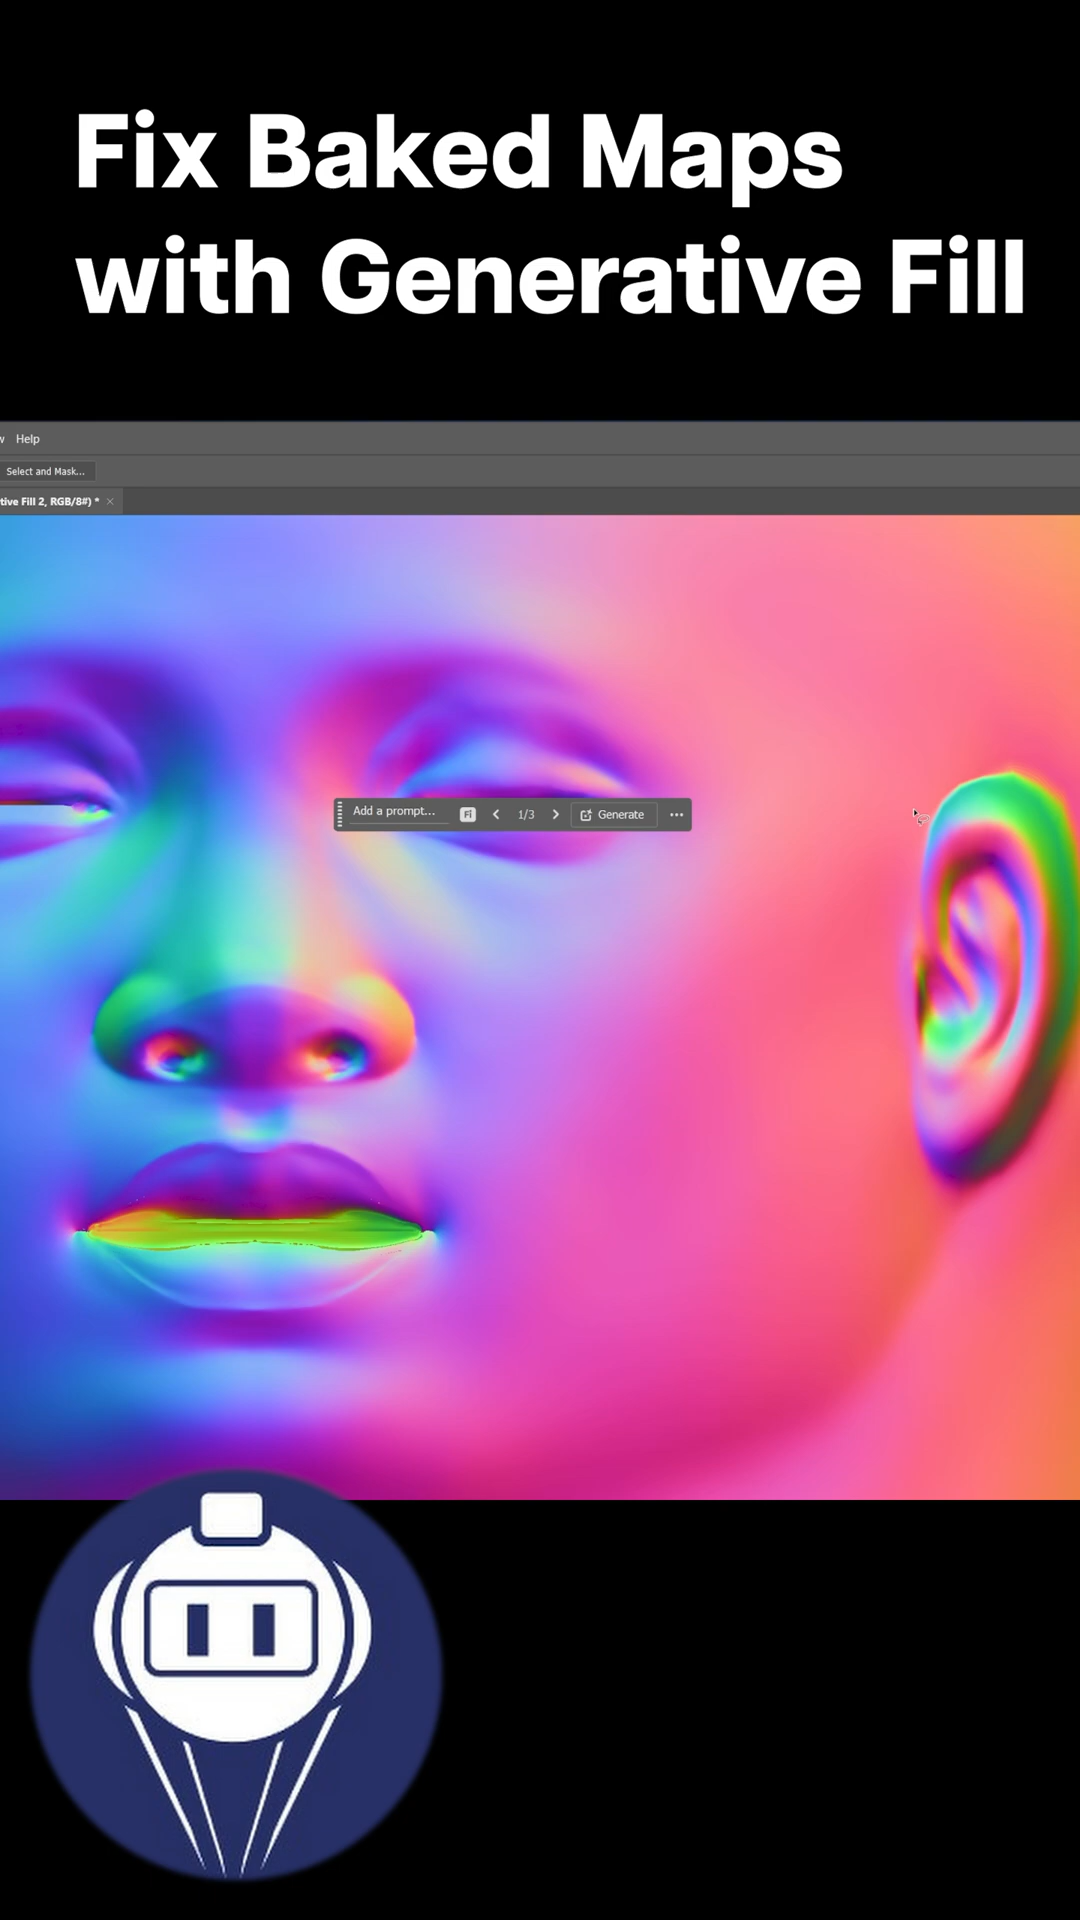 Fix Baked Maps
with Generative Fill
w Help
Select and Mask...
tive Fill 2, RGB/8#) * ×
Add a prompt... Fi 1/3 Generate ...